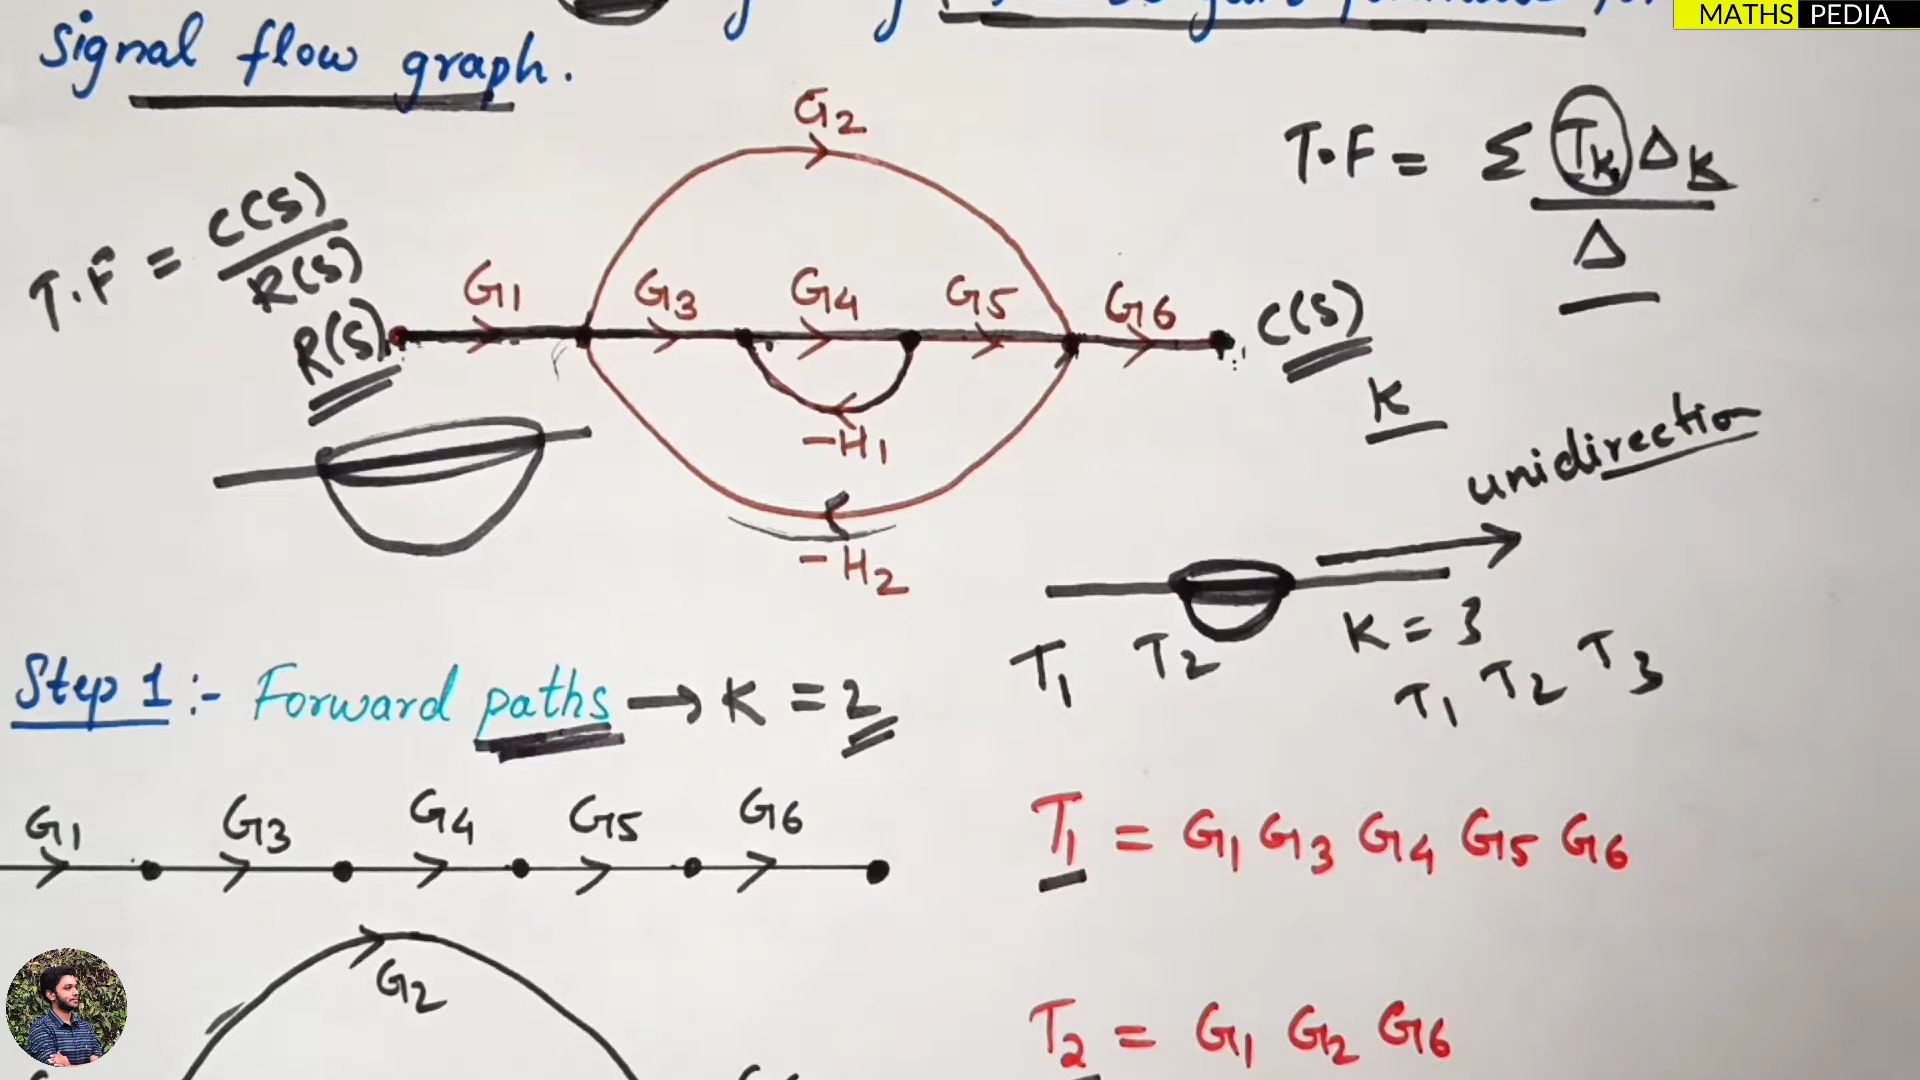 MATHS PEDIA
Signal flow graph.
G2
T.F = Σ Tk Δk
Δ
T.F = C(S)
R(S)
R(S)
G1 G3 G4 G5 G6
C(S)
K
-H1
unidirection
-H2
T1 T2
K = 3
T1 T2 T3
Step 1:- Forward paths → K = 2
G1 G3 G4 G5 G6
T1 = G1 G3 G4 G5 G6
G2
T2 = G1 G2 G6